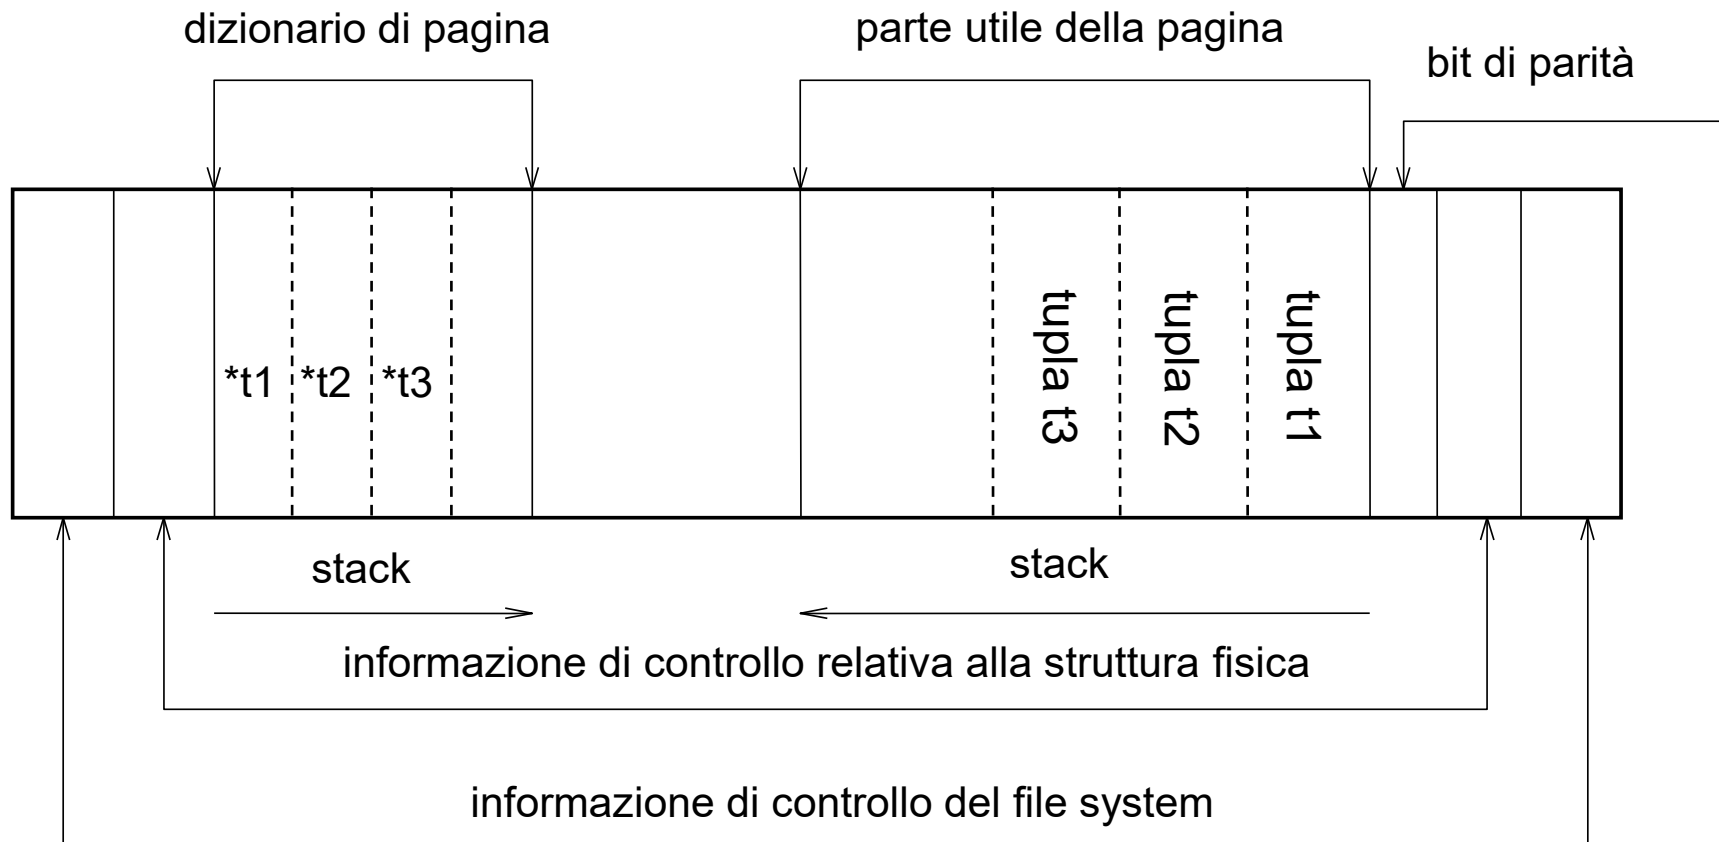 dizionario di pagina
parte utile della pagina
bit di parità
*t1
*t2
*t3
tupla t3
tupla t2
tupla t1
stack
stack
informazione di controllo relativa alla struttura fisica
informazione di controllo del file system